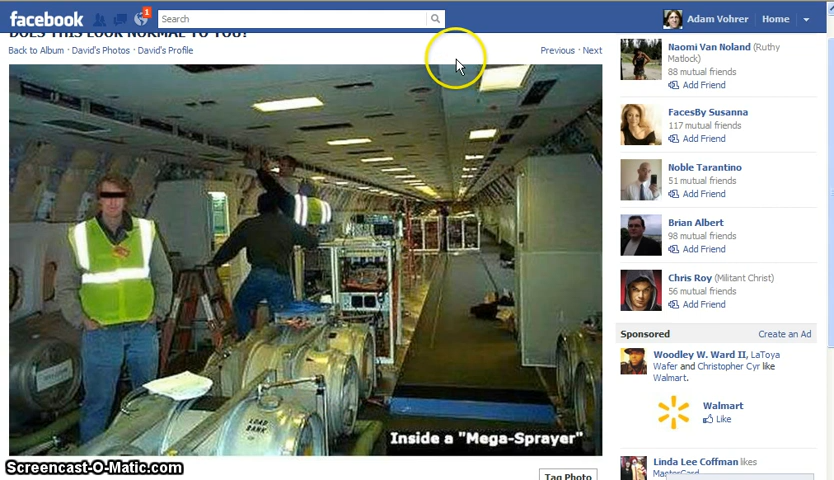 facebook
1
Search
Adam Vohrer
Home
DOES THIS LOOK NORMAL TO YOU?
Back to Album · David's Photos · David's Profile
Previous · Next
Naomi Van Noland (Ruthy
Matlock)
88 mutual friends
Add Friend
FacesBy Susanna
117 mutual friends
Add Friend
Noble Tarantino
51 mutual friends
Add Friend
Brian Albert
98 mutual friends
Add Friend
Chris Roy (Militant Christ)
56 mutual friends
Add Friend
Sponsored
Create an Ad
Woodley W. Ward II, LaToya
Wafer and Christopher Cyr like
Walmart.
Walmart
Like
Linda Lee Coffman likes
MasterCard
LOAD
BANK
Inside a "Mega-Sprayer"
Tag Photo
Screencast-O-Matic.com